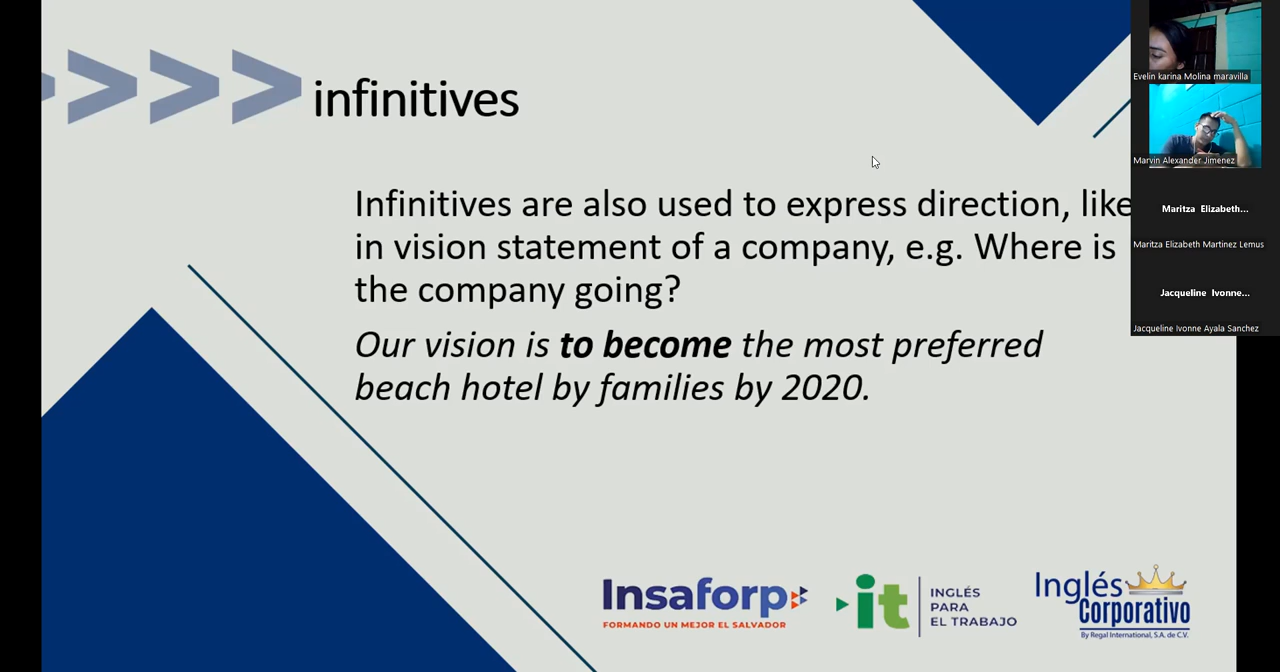 infinitives
Infinitives are also used to express direction, like
in vision statement of a company, e.g. Where is
the company going?
Our vision is to become the most preferred
beach hotel by families by 2020.
Evelin karina Molina maravilla
Marvin Alexander Jimenez
Maritza Elizabeth...
Maritza Elizabeth Martinez Lemus
Jacqueline Ivonne...
Jacqueline Ivonne Ayala Sanchez
Insaforp
FORMANDO UN MEJOR EL SALVADOR
it
INGLÉS
PARA
EL TRABAJO
Inglés
Corporativo
By Regal International, S.A. de C.V.